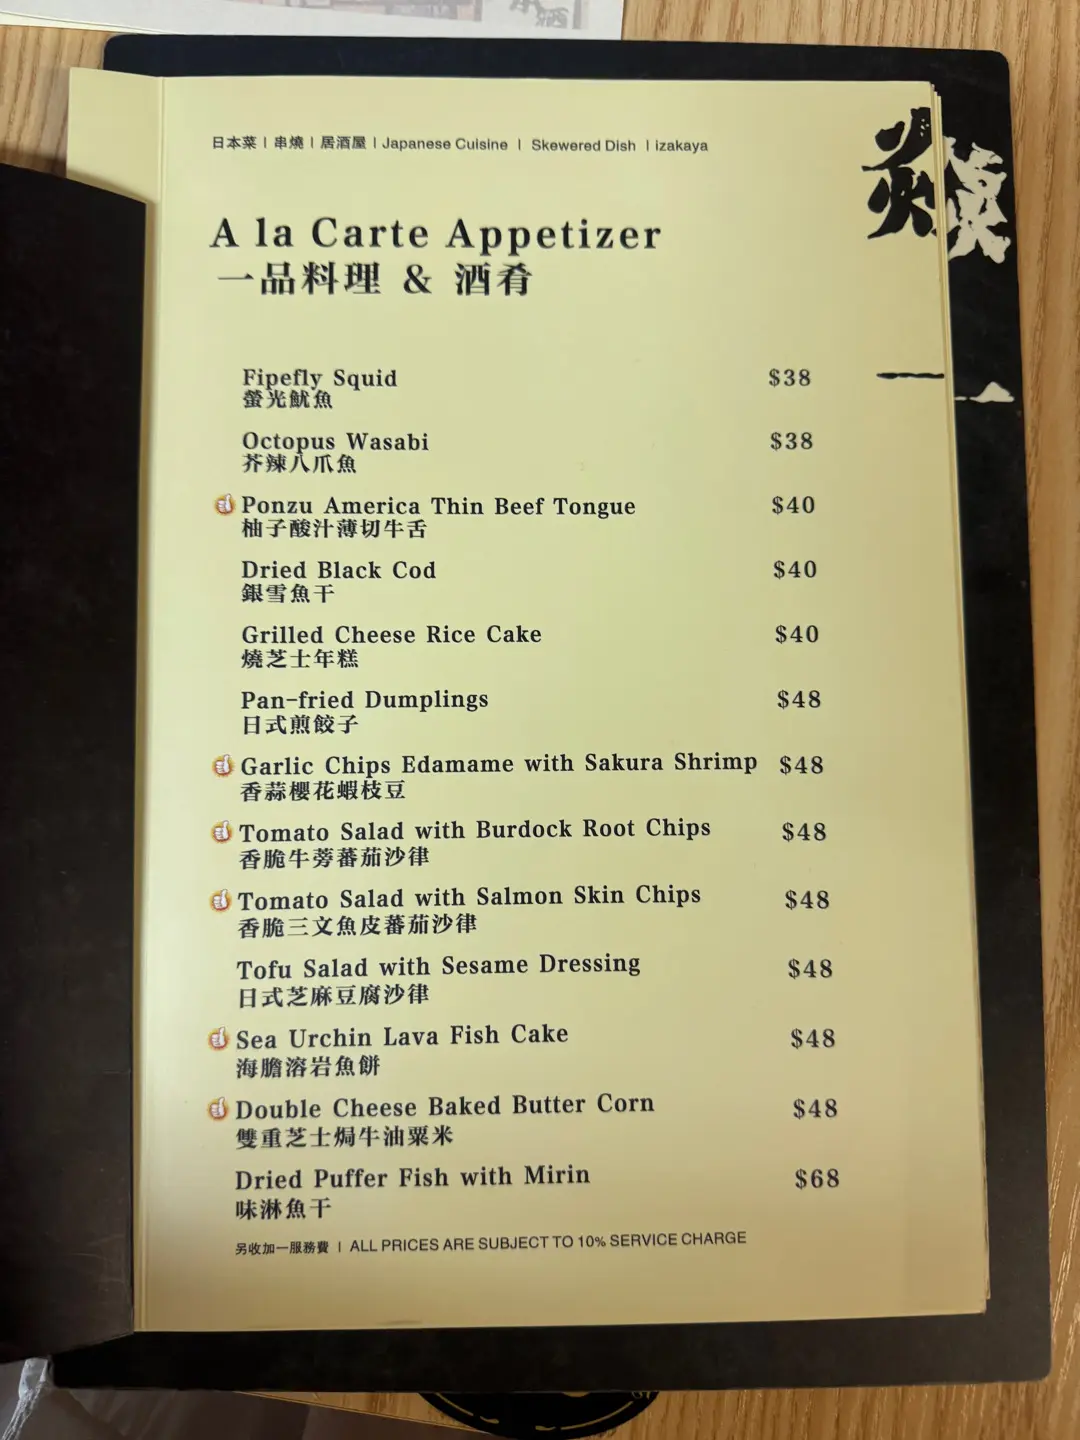 日本菜 | 串燒 | 居酒屋 | Japanese Cuisine | Skewered Dish | izakaya
A la Carte Appetizer
一品料理 & 酒肴
Fipefly Squid $38
螢光魷魚
Octopus Wasabi $38
芥辣八爪魚
Ponzu America Thin Beef Tongue $40
柚子酸汁薄切牛舌
Dried Black Cod $40
銀雪魚干
Grilled Cheese Rice Cake $40
燒芝士年糕
Pan-fried Dumplings $48
日式煎餃子
Garlic Chips Edamame with Sakura Shrimp $48
香蒜櫻花蝦枝豆
Tomato Salad with Burdock Root Chips $48
香脆牛蒡蕃茄沙律
Tomato Salad with Salmon Skin Chips $48
香脆三文魚皮蕃茄沙律
Tofu Salad with Sesame Dressing $48
日式芝麻豆腐沙律
Sea Urchin Lava Fish Cake $48
海膽溶岩魚餅
Double Cheese Baked Butter Corn $48
雙重芝士焗牛油粟米
Dried Puffer Fish with Mirin $68
味淋魚干
另收加一服務費 | ALL PRICES ARE SUBJECT TO 10% SERVICE CHARGE